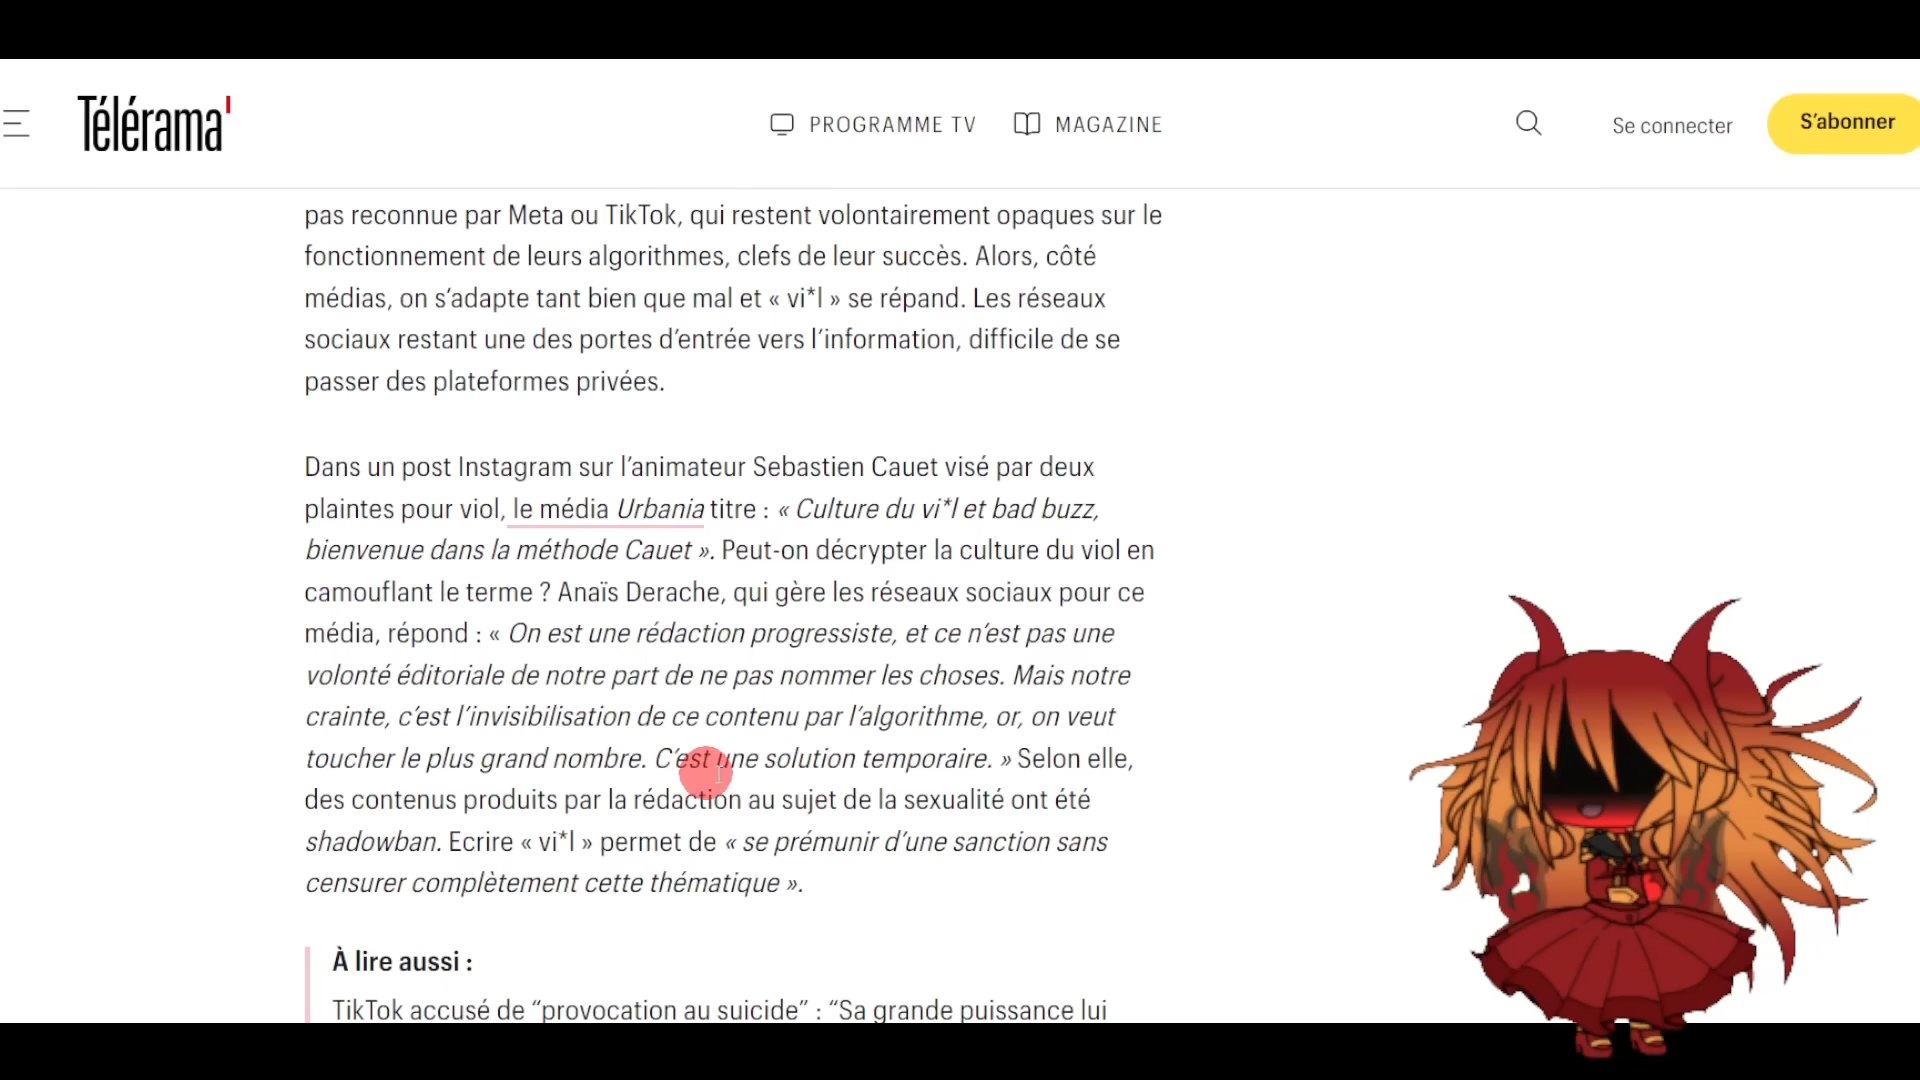 Télérama'
PROGRAMME TV
MAGAZINE
Se connecter
S'abonner
pas reconnue par Meta ou TikTok, qui restent volontairement opaques sur le
fonctionnement de leurs algorithmes, clefs de leur succès. Alors, côté
médias, on s’adapte tant bien que mal et « vi*l » se répand. Les réseaux
sociaux restant une des portes d’entrée vers l’information, difficile de se
passer des plateformes privées.
Dans un post Instagram sur l’animateur Sebastien Cauet visé par deux
plaintes pour viol, le média Urbania titre : « Culture du vi*l et bad buzz,
bienvenue dans la méthode Cauet ». Peut-on décrypter la culture du viol en
camouflant le terme ? Anaïs Derache, qui gère les réseaux sociaux pour ce
média, répond : « On est une rédaction progressiste, et ce n’est pas une
volonté éditoriale de notre part de ne pas nommer les choses. Mais notre
crainte, c’est l’invisibilisation de ce contenu par l’algorithme, or, on veut
toucher le plus grand nombre. C’est une solution temporaire. » Selon elle,
des contenus produits par la rédaction au sujet de la sexualité ont été
shadowban. Ecrire « vi*l » permet de « se prémunir d’une sanction sans
censurer complètement cette thématique ».
À lire aussi :
TikTok accusé de “provocation au suicide” : “Sa grande puissance lui